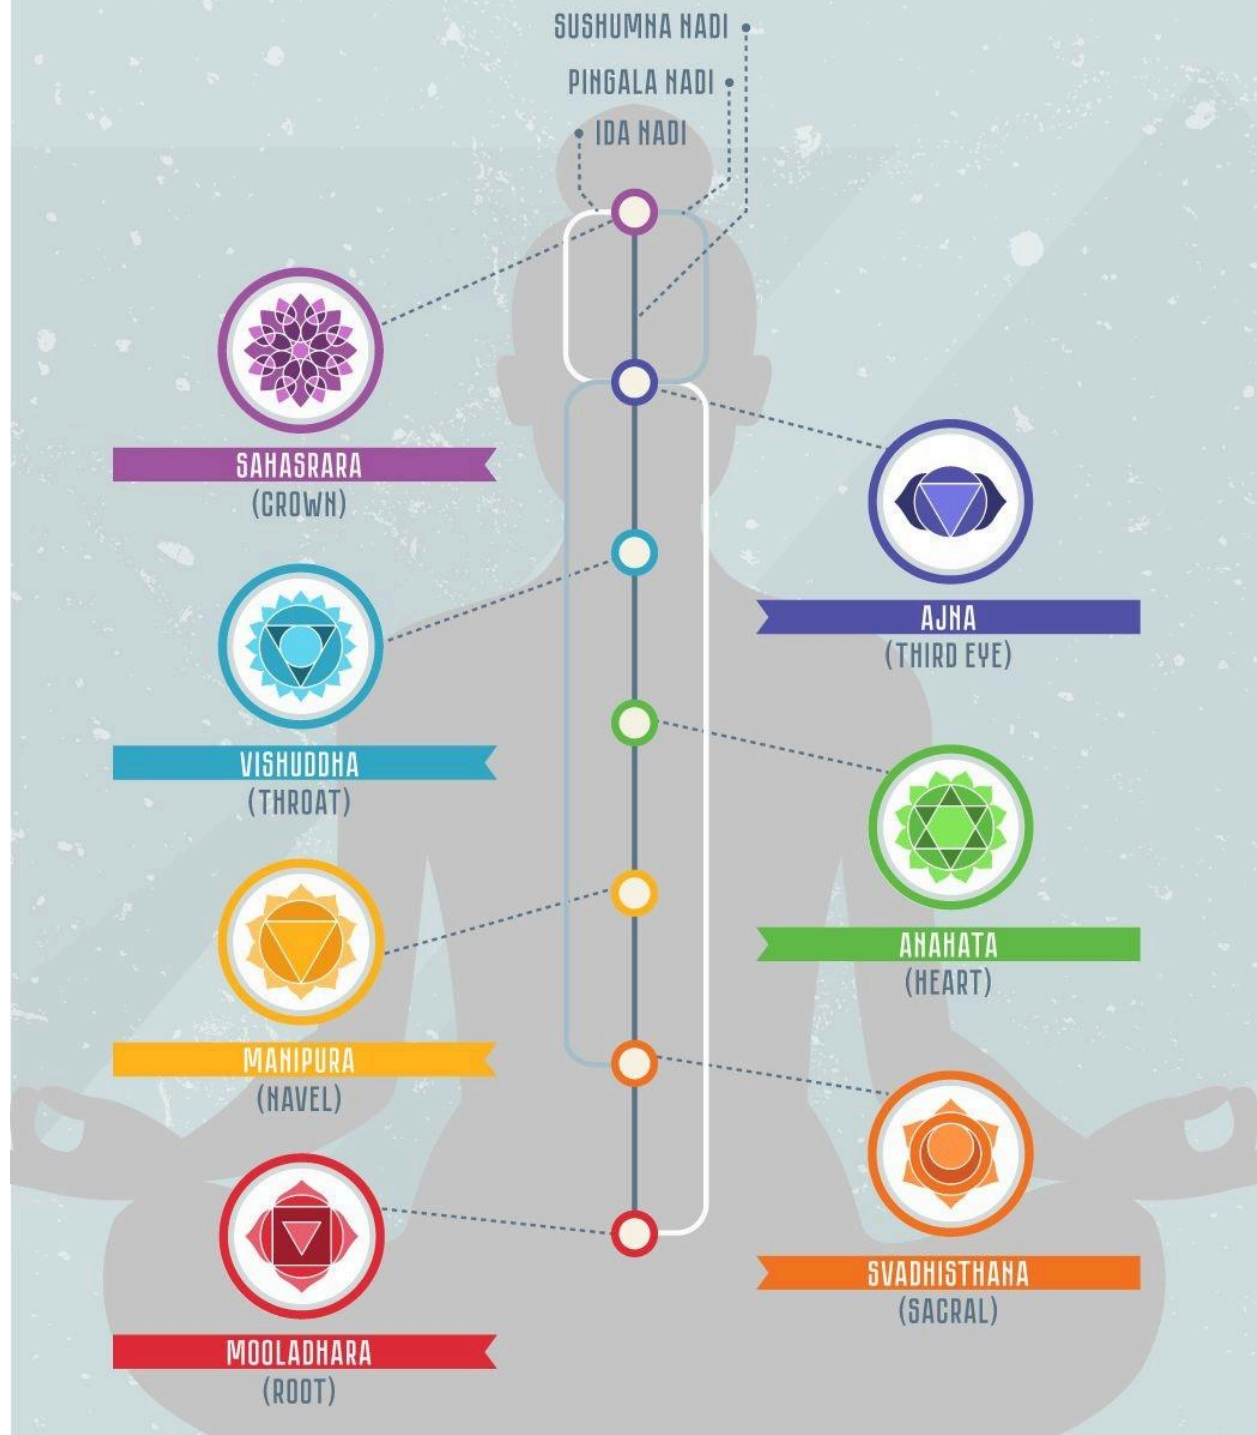 SUSHUMNA NADI
PINGALA NADI
IDA NADI
SAHASRARA
(CROWN)
AJNA
(THIRD EYE)
VISHUDDHA
(THROAT)
ANAHATA
(HEART)
MANIPURA
(NAVEL)
SVADHISTHANA
(SACRAL)
MOOLADHARA
(ROOT)